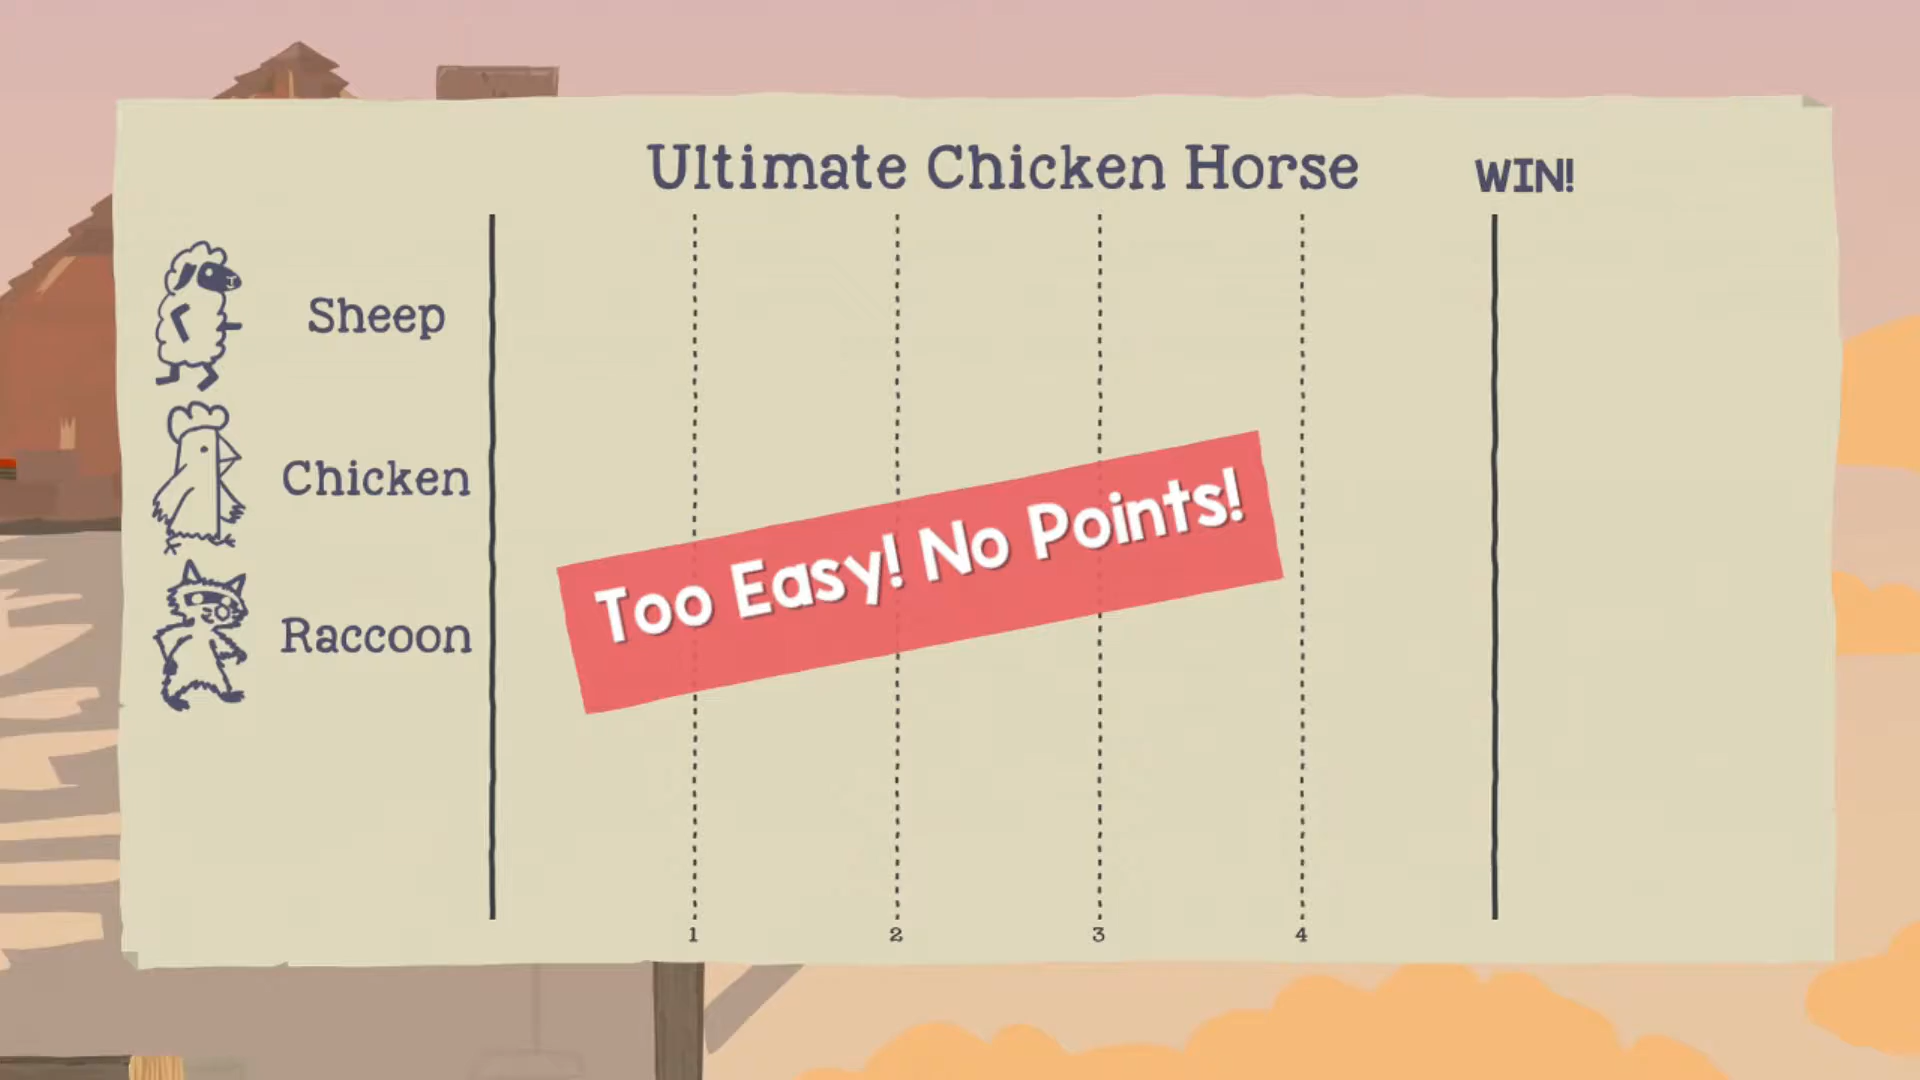 Ultimate Chicken Horse
WIN!
Sheep
Chicken
Raccoon
Too Easy! No Points!
1
2
3
4